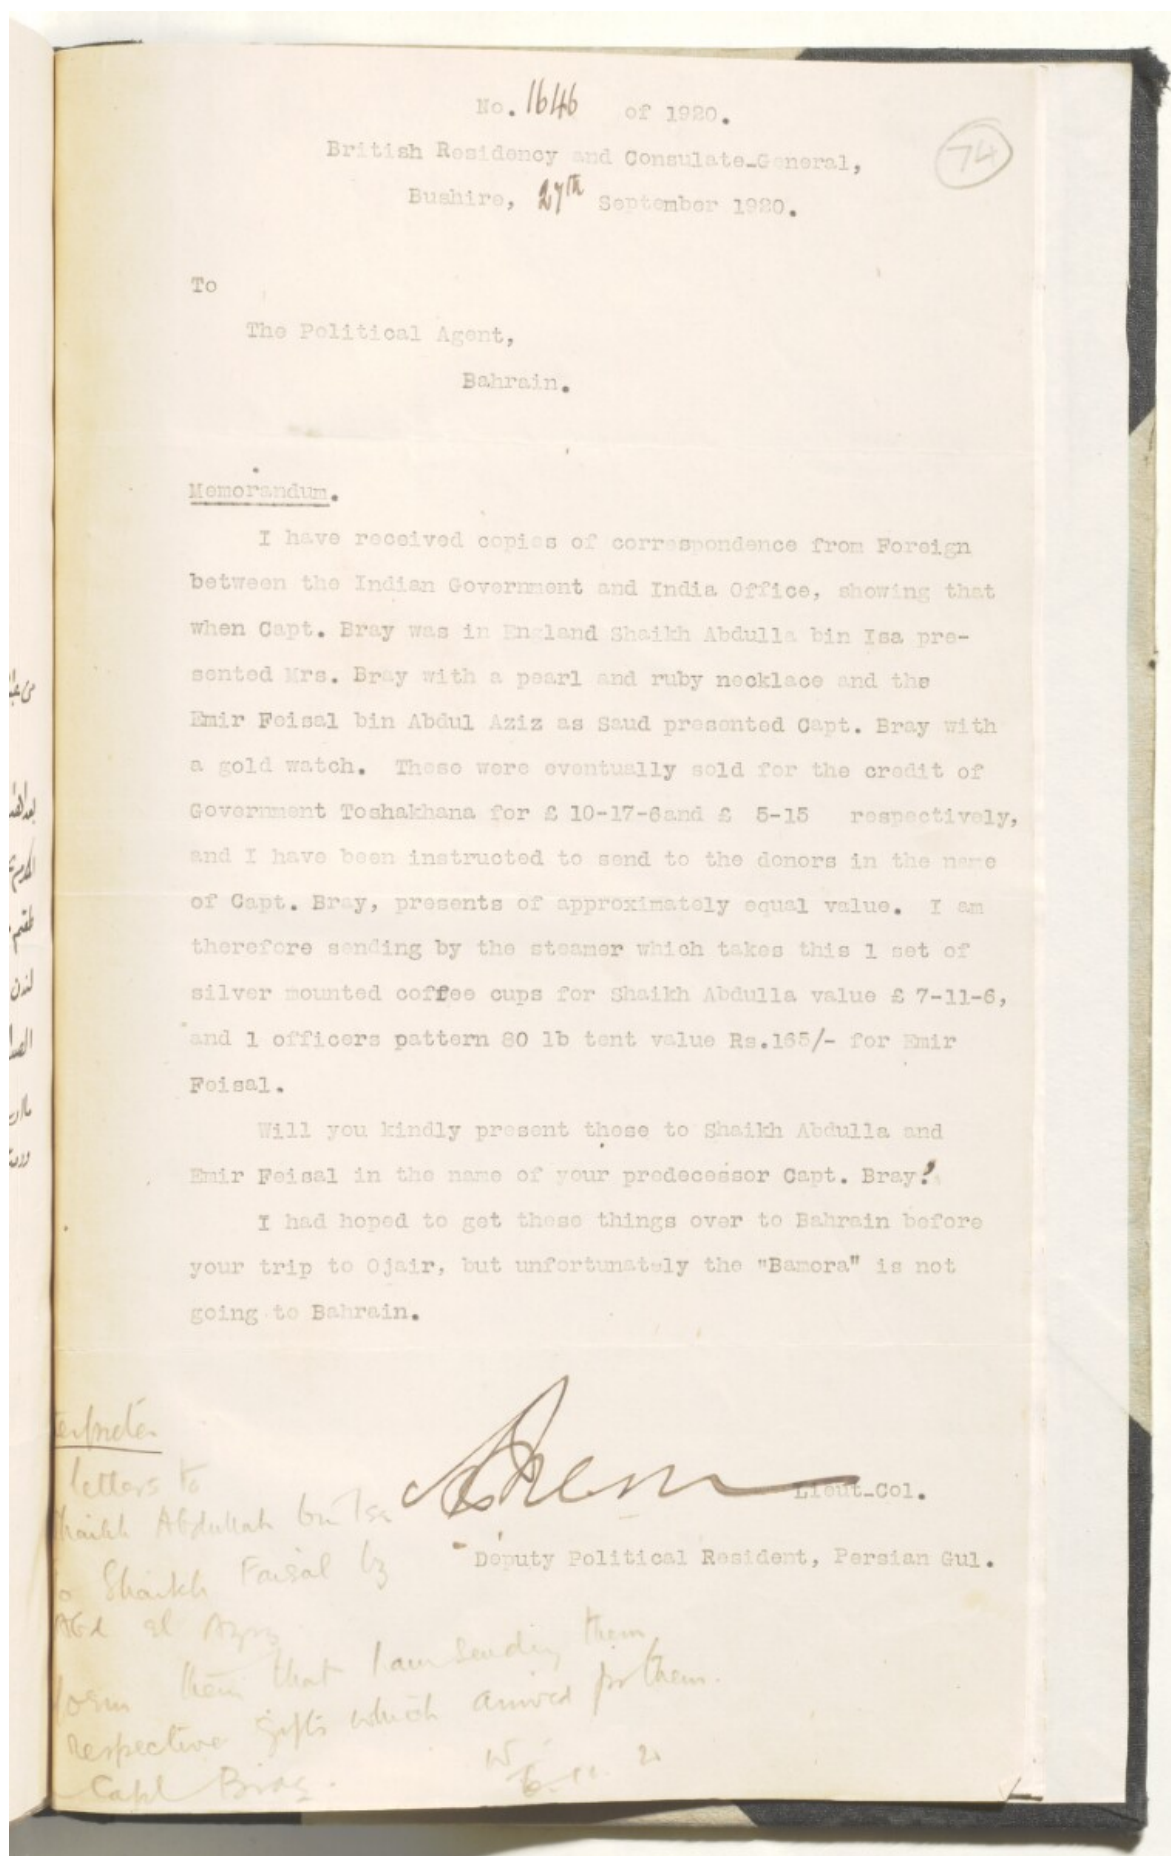 No. 1646 of 1920.
74
British Residency and Consulate-General,
Bushire, 27th September 1920.
To
The Political Agent,
Bahrain.
Memorandum.
I have received copies of correspondence from Foreign
between the Indian Government and India Office, showing that
when Capt. Bray was in England Shaikh Abdulla bin Isa pre-
sented Mrs. Bray with a pearl and ruby necklace and the
Emir Feisal bin Abdul Aziz as Saud presented Capt. Bray with
a gold watch. These were eventually sold for the credit of
Government Toshakhana for £ 10-17-6and £ 5-15 respectively,
and I have been instructed to send to the donors in the name
of Capt. Bray, presents of approximately equal value. I am
therefore sending by the steamer which takes this 1 set of
silver mounted coffee cups for Shaikh Abdulla value £ 7-11-6,
and 1 officers pattern 80 lb tent value Rs.165/- for Emir
Feisal.
Will you kindly present these to Shaikh Abdulla and
Emir Feisal in the name of your predecessor Capt. Bray?
I had hoped to get these things over to Bahrain before
your trip to Ojair, but unfortunately the "Bamora" is not
going to Bahrain.
Lieut-Col.
Deputy Political Resident, Persian Gul.
letters to
Shaikh Abdullah bin Isa
Shaikh Faisal
Abd el
them that I am sending them
respective gifts which arrived for them.
Capt Bray.